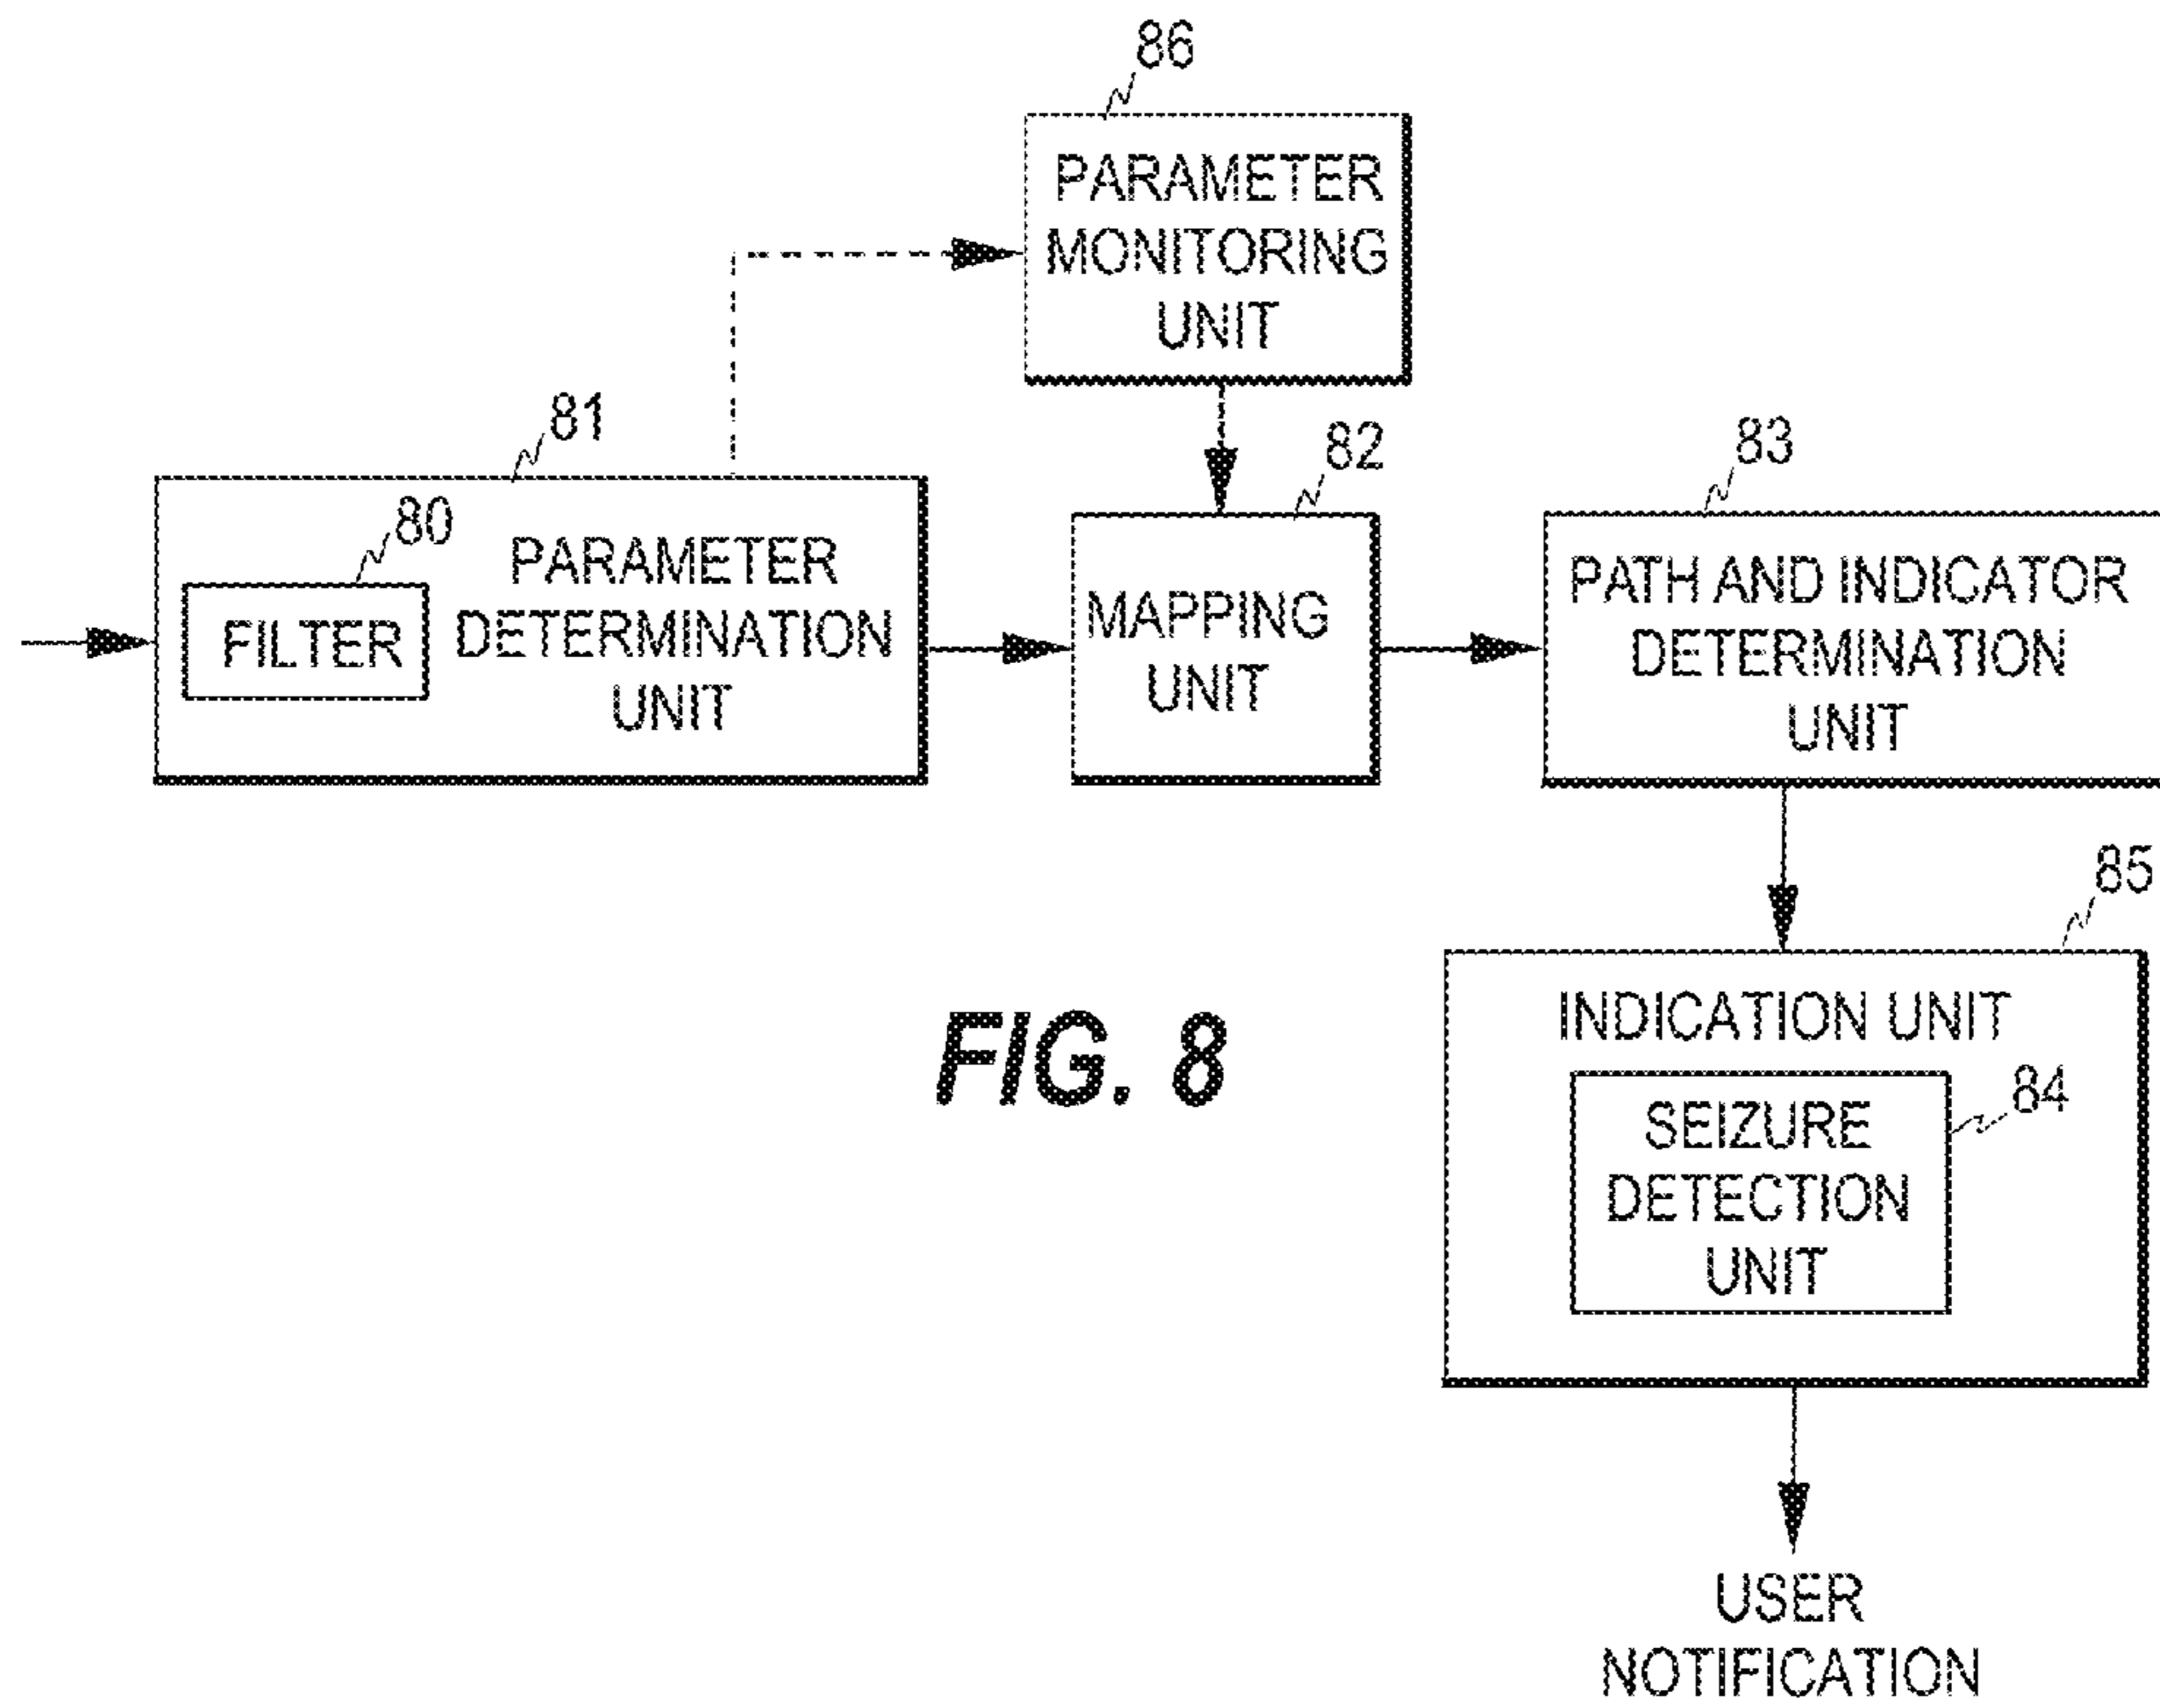 86
PARAMETER
MONITORING
UNIT
81
80
FILTER
PARAMETER
DETERMINATION
UNIT
82
MAPPING
UNIT
83
PATH AND INDICATOR
DETERMINATION
UNIT
85
INDICATION UNIT
84
SEIZURE
DETECTION
UNIT
FIG. 8
USER
NOTIFICATION